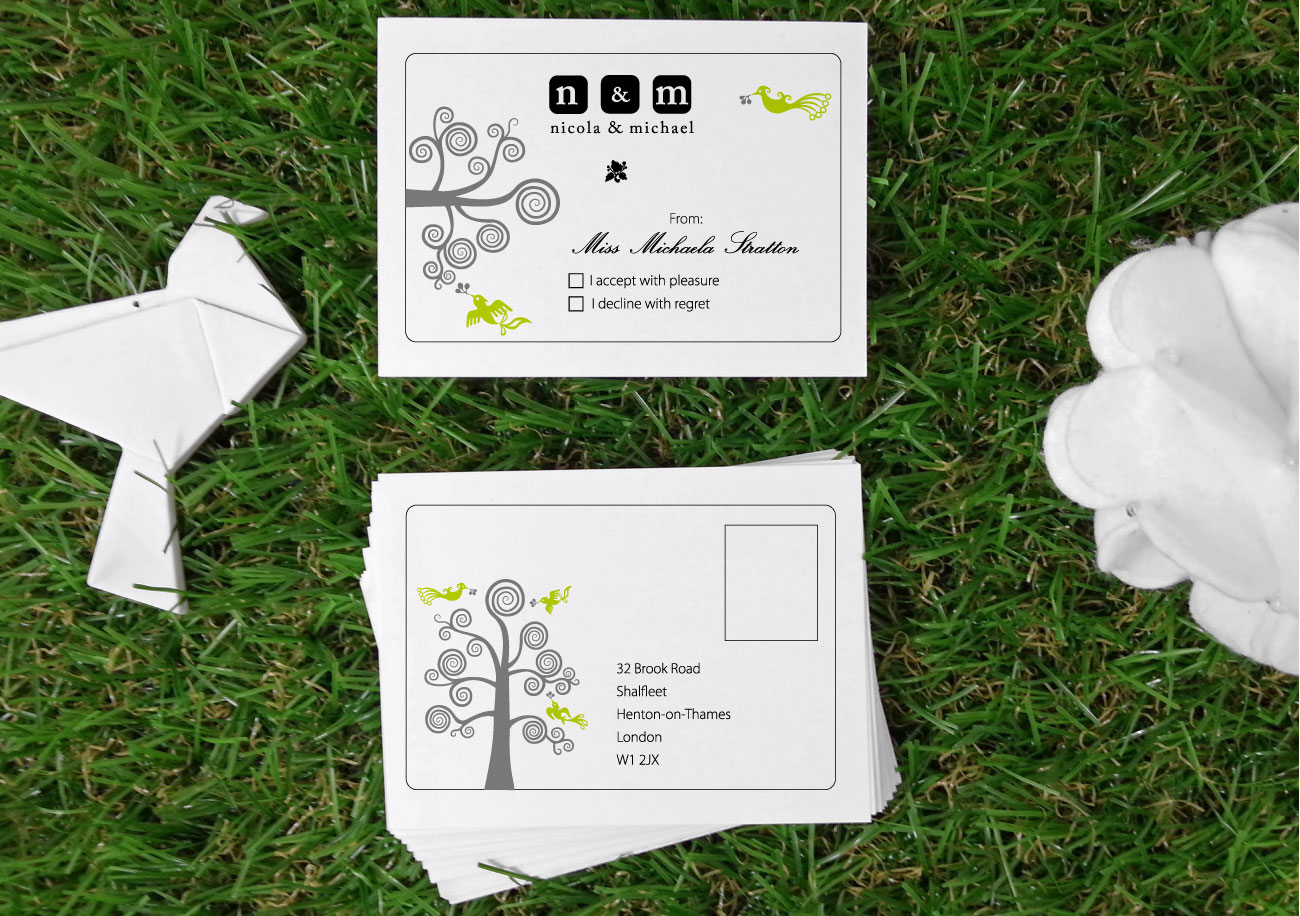 n & m
nicola & michael
From:
Miss Michaela Stratton
I accept with pleasure
I decline with regret
32 Brook Road
Shalfleet
Henton-on-Thames
London
W1 2JX